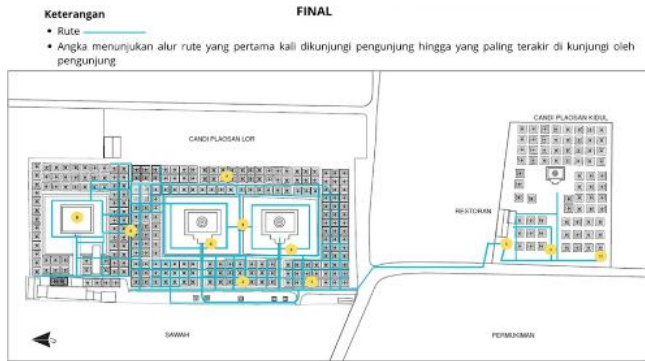 Keterangan
FINAL
• Rute
• Angka menunjukan alur rute yang pertama kali dikunjungi pengunjung hingga yang paling terakir di kunjungi oleh
pengunjung
CANDI PLAOSAN LOR
CANDI PLAOSAN KIDUL
RESTORAN
SAWAH
PERMUKIMAN